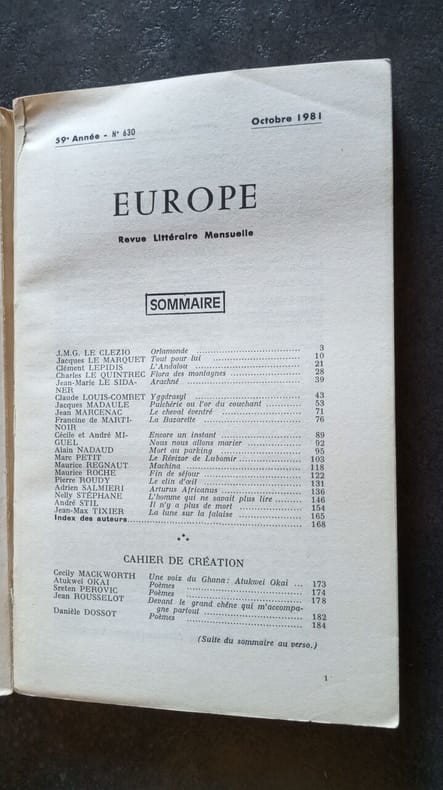 59e Année - N° 630 Octobre 1981
EUROPE
Revue Littéraire Mensuelle
SOMMAIRE
J.M.G. LE CLEZIO Orlamonde 3
Jacques LE MARQUET Tout pour lui 10
Clément LEPIDIS L'Andalou 21
Charles LE QUINTREC Flora des montagnes 28
Jean-Marie LE SIDA- Arachné 39
NER
Claude LOUIS-COMBET Yggdrasyl 43
Jacques MADAULE Pulchérie ou l'or du couchant 53
Jean MARCENAC Le cheval éventré 71
Francine de MARTI- La Bazarette 76
NOIR
Cécile et André MI- Encore un instant 89
GUEL Nous nous allons marier 92
Alain NADAUD Mort au parking 95
Marc PETIT Le Révizor de Lubomir 103
Maurice REGNAUT Machina 118
Maurice ROCHE Fin de séjour 122
Pierre ROUDY Le clin d'œil 131
Adrien SALMIERI Arturus Africanus 136
Nelly STÉPHANE L'homme qui ne savait plus lire 146
André STIL Il n'y a plus de mort 154
Jean-Max TIXIER La lune sur la falaise 165
Index des auteurs 168
CAHIER DE CRÉATION
Cecily MACKWORTH Une voix du Ghana : Atukwei Okai ... 173
Atukwei OKAI Poèmes 174
Sreten PEROVIC Poèmes 178
Jean ROUSSELOT Devant le grand chêne qui m'accompa-
gne partout 182
Danièle DOSSOT Poèmes 184
(Suite du sommaire au verso.)
1